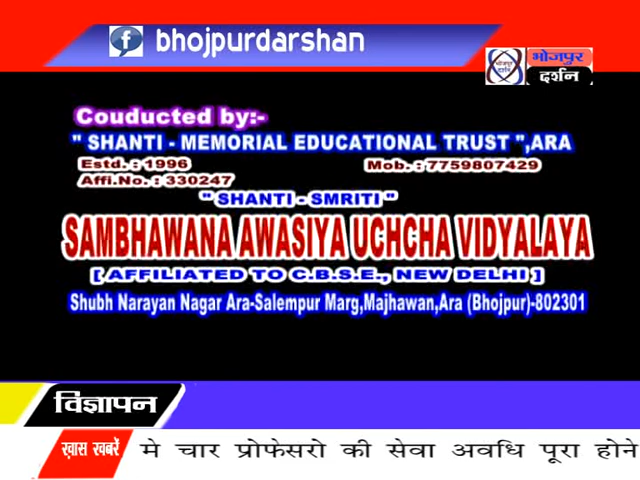 bhojpurdarshan
भोजपुर
दर्शन
Couducted by:-
" SHANTI - MEMORIAL EDUCATIONAL TRUST ",ARA
Estd. : 1996 Mob. : 7759807429
Affi.No. : 330247
" SHANTI - SMRITI "
SAMBHAWANA AWASIYA UCHCHA VIDYALAYA
[ AFFILIATED TO C.B.S.E., NEW DELHI ]
Shubh Narayan Nagar Ara-Salempur Marg,Majhawan,Ara (Bhojpur)-802301
विज्ञापन
ख़ास खबरें मे चार प्रोफेसरो की सेवा अवधि पूरा होने